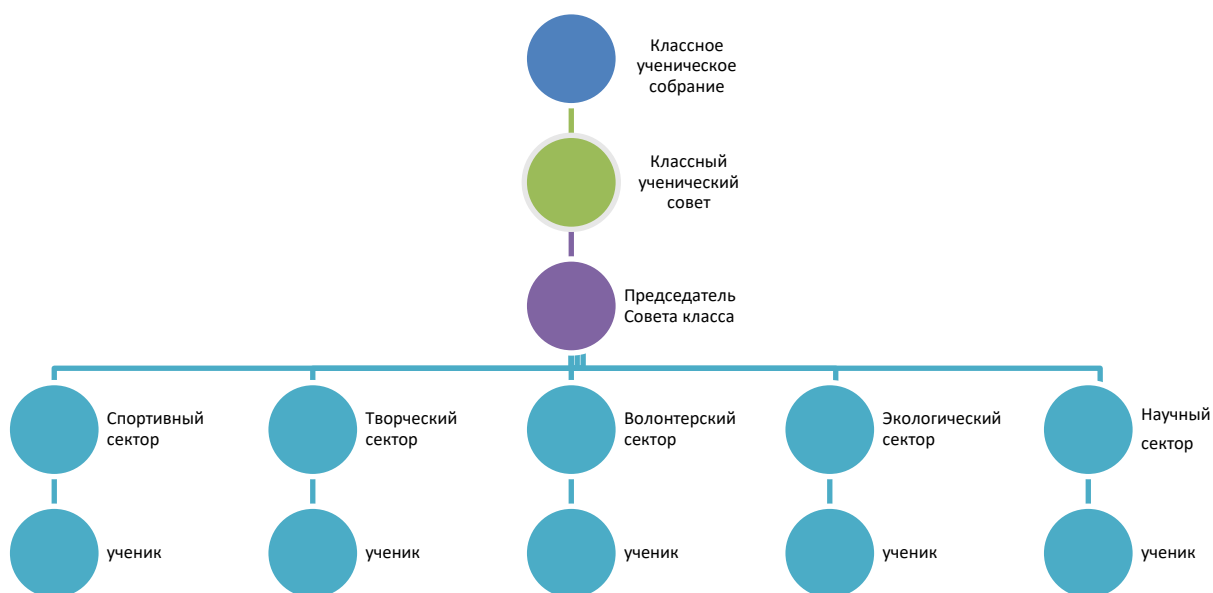 Классное
ученическое
собрание
Классный
ученический
совет
Председатель
Совета класса
Спортивный
сектор
Творческий
сектор
Волонтерский
сектор
Экологический
сектор
Научный
сектор
ученик
ученик
ученик
ученик
ученик